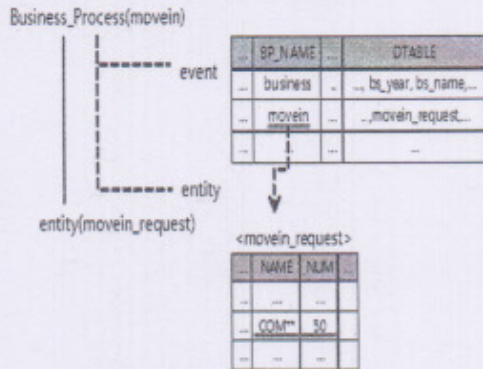 Business_Process(movein)
event
entity
entity(movein_request)
... BP_NAME ... DTABLE
... business .. ..., bs_year, bs_name,...
... movein ... ...,movein_request,...
... ... ... ...
<movein_request>
... NAME NUM ...
... ... ...
... COM** 50
... ... ...